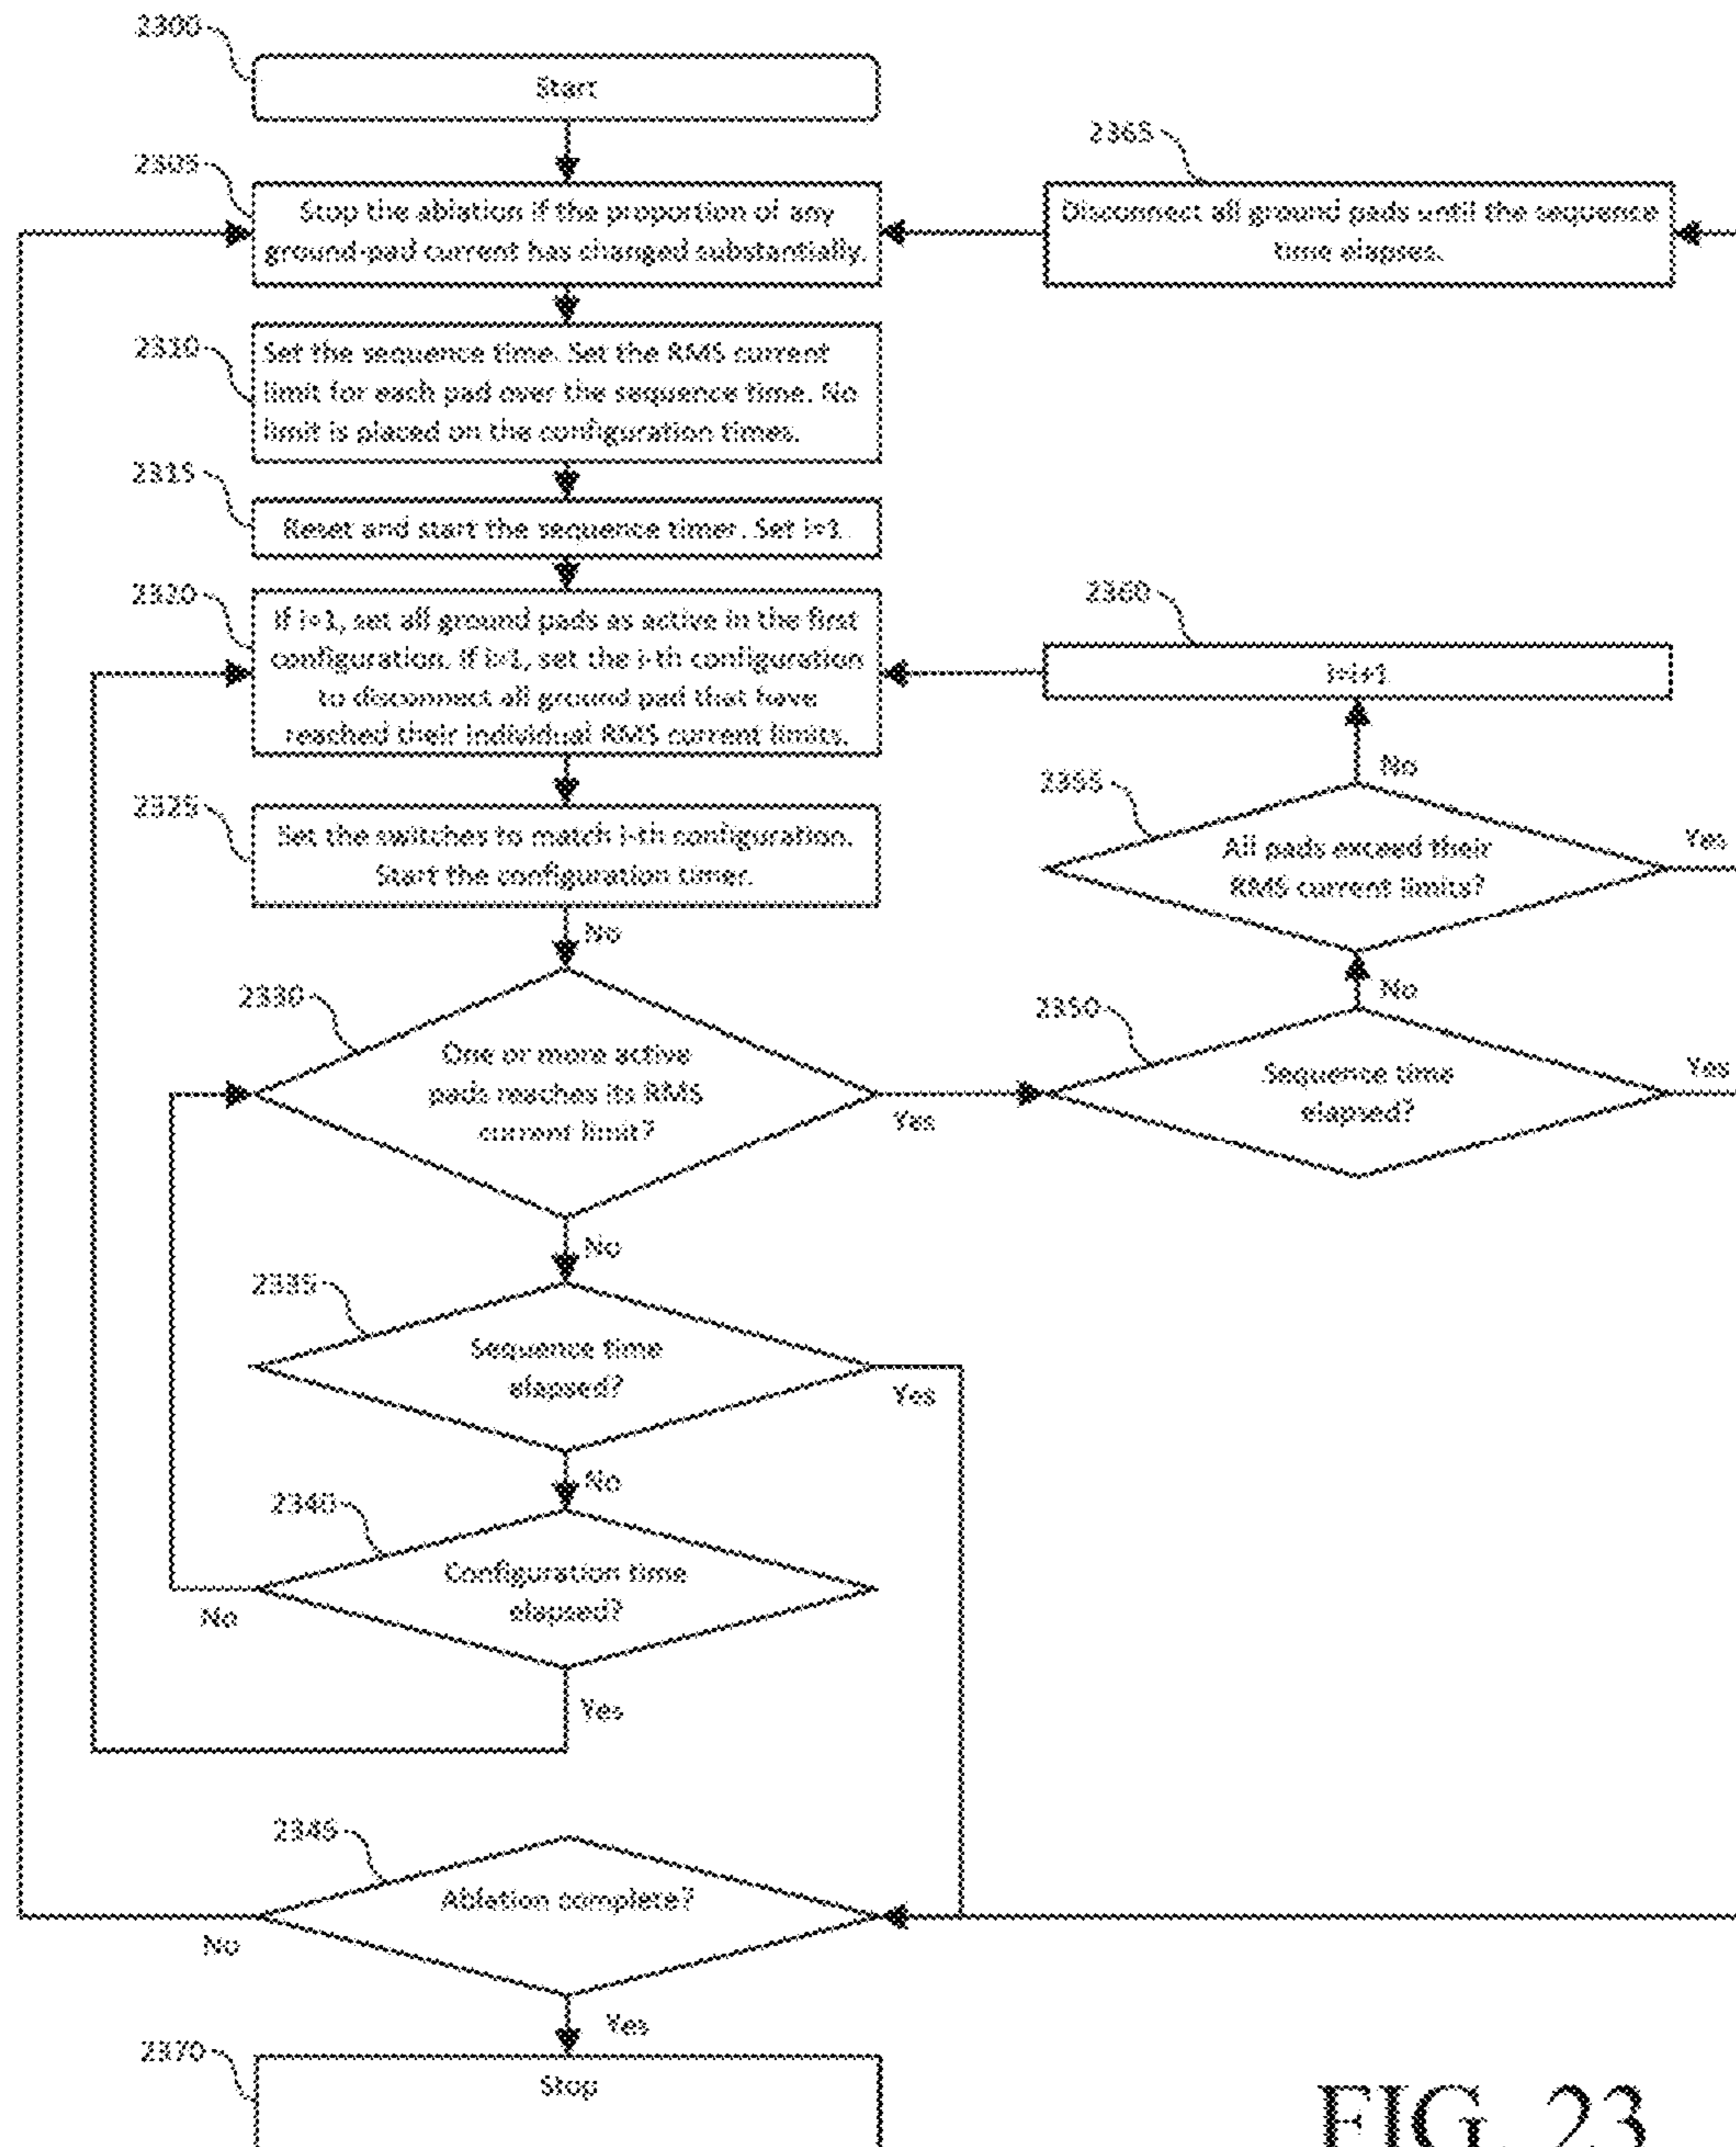 2300
Start
2305
Stop the ablation if the proportion of any
ground-pad current has changed substantially.
2365
Disconnect all ground pads until the sequence
time elapses.
2310
Set the sequence time. Set the RMS current
limit for each pad over the sequence time. No
limit is placed on the configuration times.
2315
Reset and start the sequence timer. Set i=1.
2320
If i=1, set all ground pads as active in the first
configuration. If i>1, set the i-th configuration
to disconnect all ground pad that have
reached their individual RMS current limits.
2360
i=i+1
No
2325
Set the switches to match i-th configuration.
Start the configuration timer.
2355
All pads exceed their
RMS current limits?
Yes
No
No
2330
One or more active
pads reaches its RMS
current limit?
Yes
2350
Sequence time
elapsed?
Yes
No
2335
Sequence time
elapsed?
Yes
No
2340
Configuration time
elapsed?
No
Yes
2345
Ablation complete?
No
Yes
2370
Stop
FIG. 23